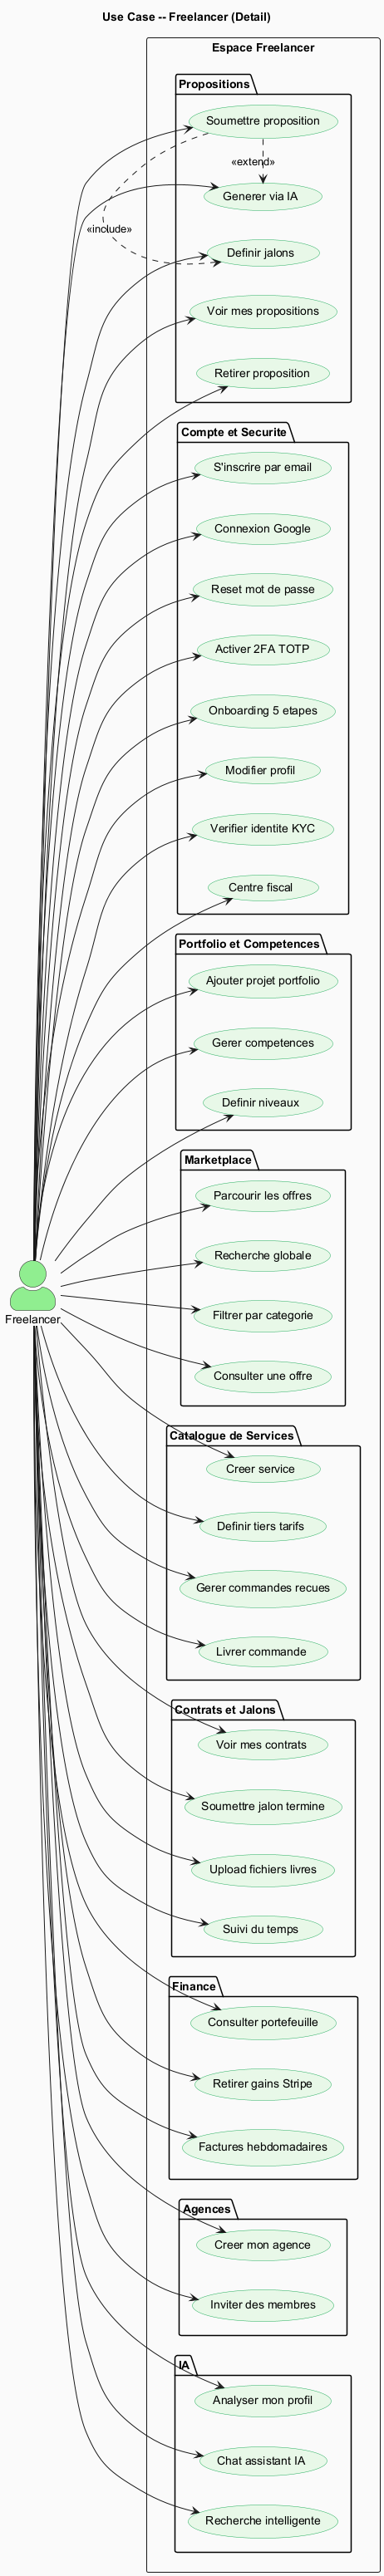 Use Case -- Freelancer (Detail)
Espace Freelancer
Propositions
Soumettre proposition
«extend»
Generer via IA
«include»
Definir jalons
Voir mes propositions
Retirer proposition
Compte et Securite
S'inscrire par email
Connexion Google
Reset mot de passe
Activer 2FA TOTP
Onboarding 5 etapes
Modifier profil
Verifier identite KYC
Centre fiscal
Portfolio et Competences
Ajouter projet portfolio
Gerer competences
Definir niveaux
Marketplace
Parcourir les offres
Recherche globale
Freelancer
Filtrer par categorie
Consulter une offre
Catalogue de Services
Creer service
Definir tiers tarifs
Gerer commandes recues
Livrer commande
Contrats et Jalons
Voir mes contrats
Soumettre jalon termine
Upload fichiers livres
Suivi du temps
Finance
Consulter portefeuille
Retirer gains Stripe
Factures hebdomadaires
Agences
Creer mon agence
Inviter des membres
IA
Analyser mon profil
Chat assistant IA
Recherche intelligente